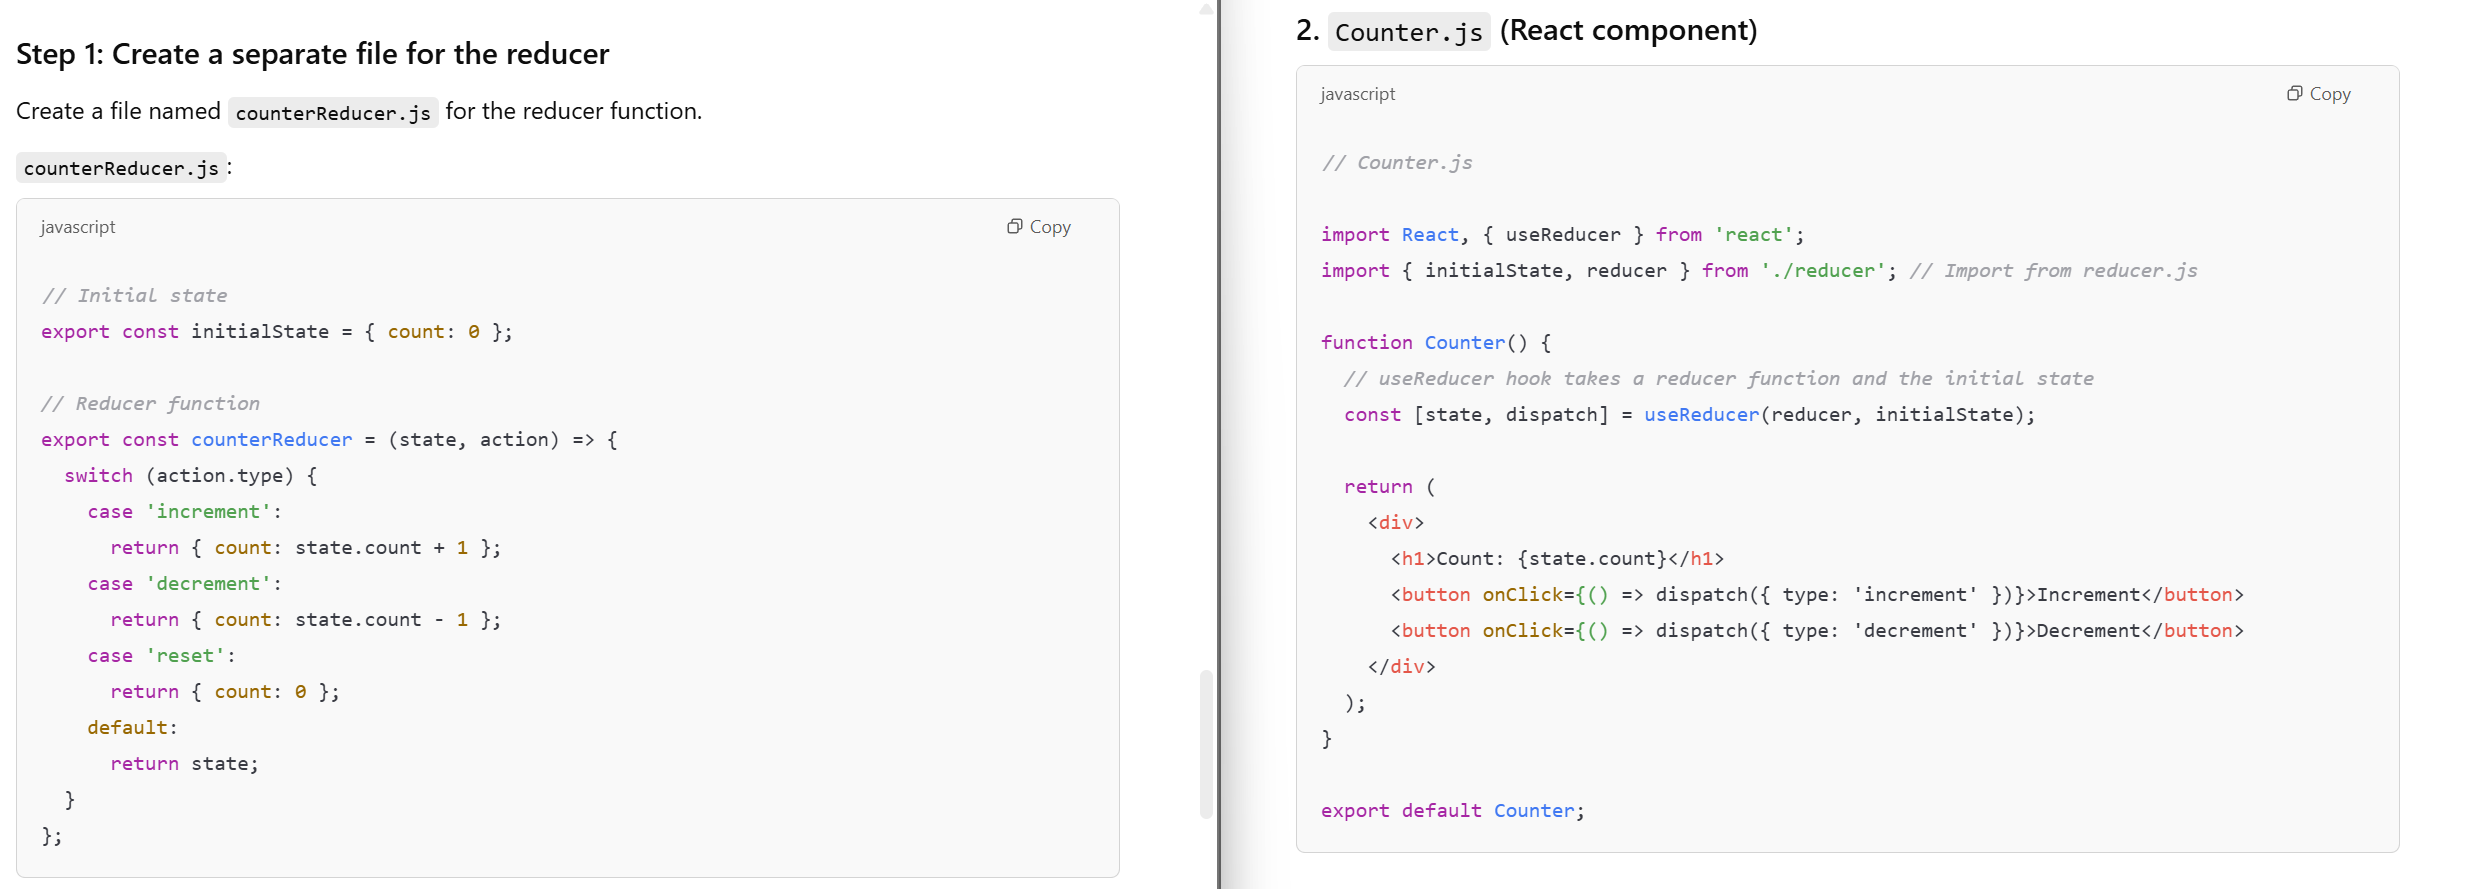 Step 1: Create a separate file for the reducer
Create a file named counterReducer.js for the reducer function.
counterReducer.js:
javascript
Copy
// Initial state
export const initialState = { count: 0 };
// Reducer function
export const counterReducer = (state, action) => {
  switch (action.type) {
    case 'increment':
      return { count: state.count + 1 };
    case 'decrement':
      return { count: state.count - 1 };
    case 'reset':
      return { count: 0 };
    default:
      return state;
  }
};
2. Counter.js (React component)
javascript
Copy
// Counter.js
import React, { useReducer } from 'react';
import { initialState, reducer } from './reducer'; // Import from reducer.js
function Counter() {
  // useReducer hook takes a reducer function and the initial state
  const [state, dispatch] = useReducer(reducer, initialState);
  return (
    <div>
      <h1>Count: {state.count}</h1>
      <button onClick={() => dispatch({ type: 'increment' })}>Increment</button>
      <button onClick={() => dispatch({ type: 'decrement' })}>Decrement</button>
    </div>
  );
}
export default Counter;